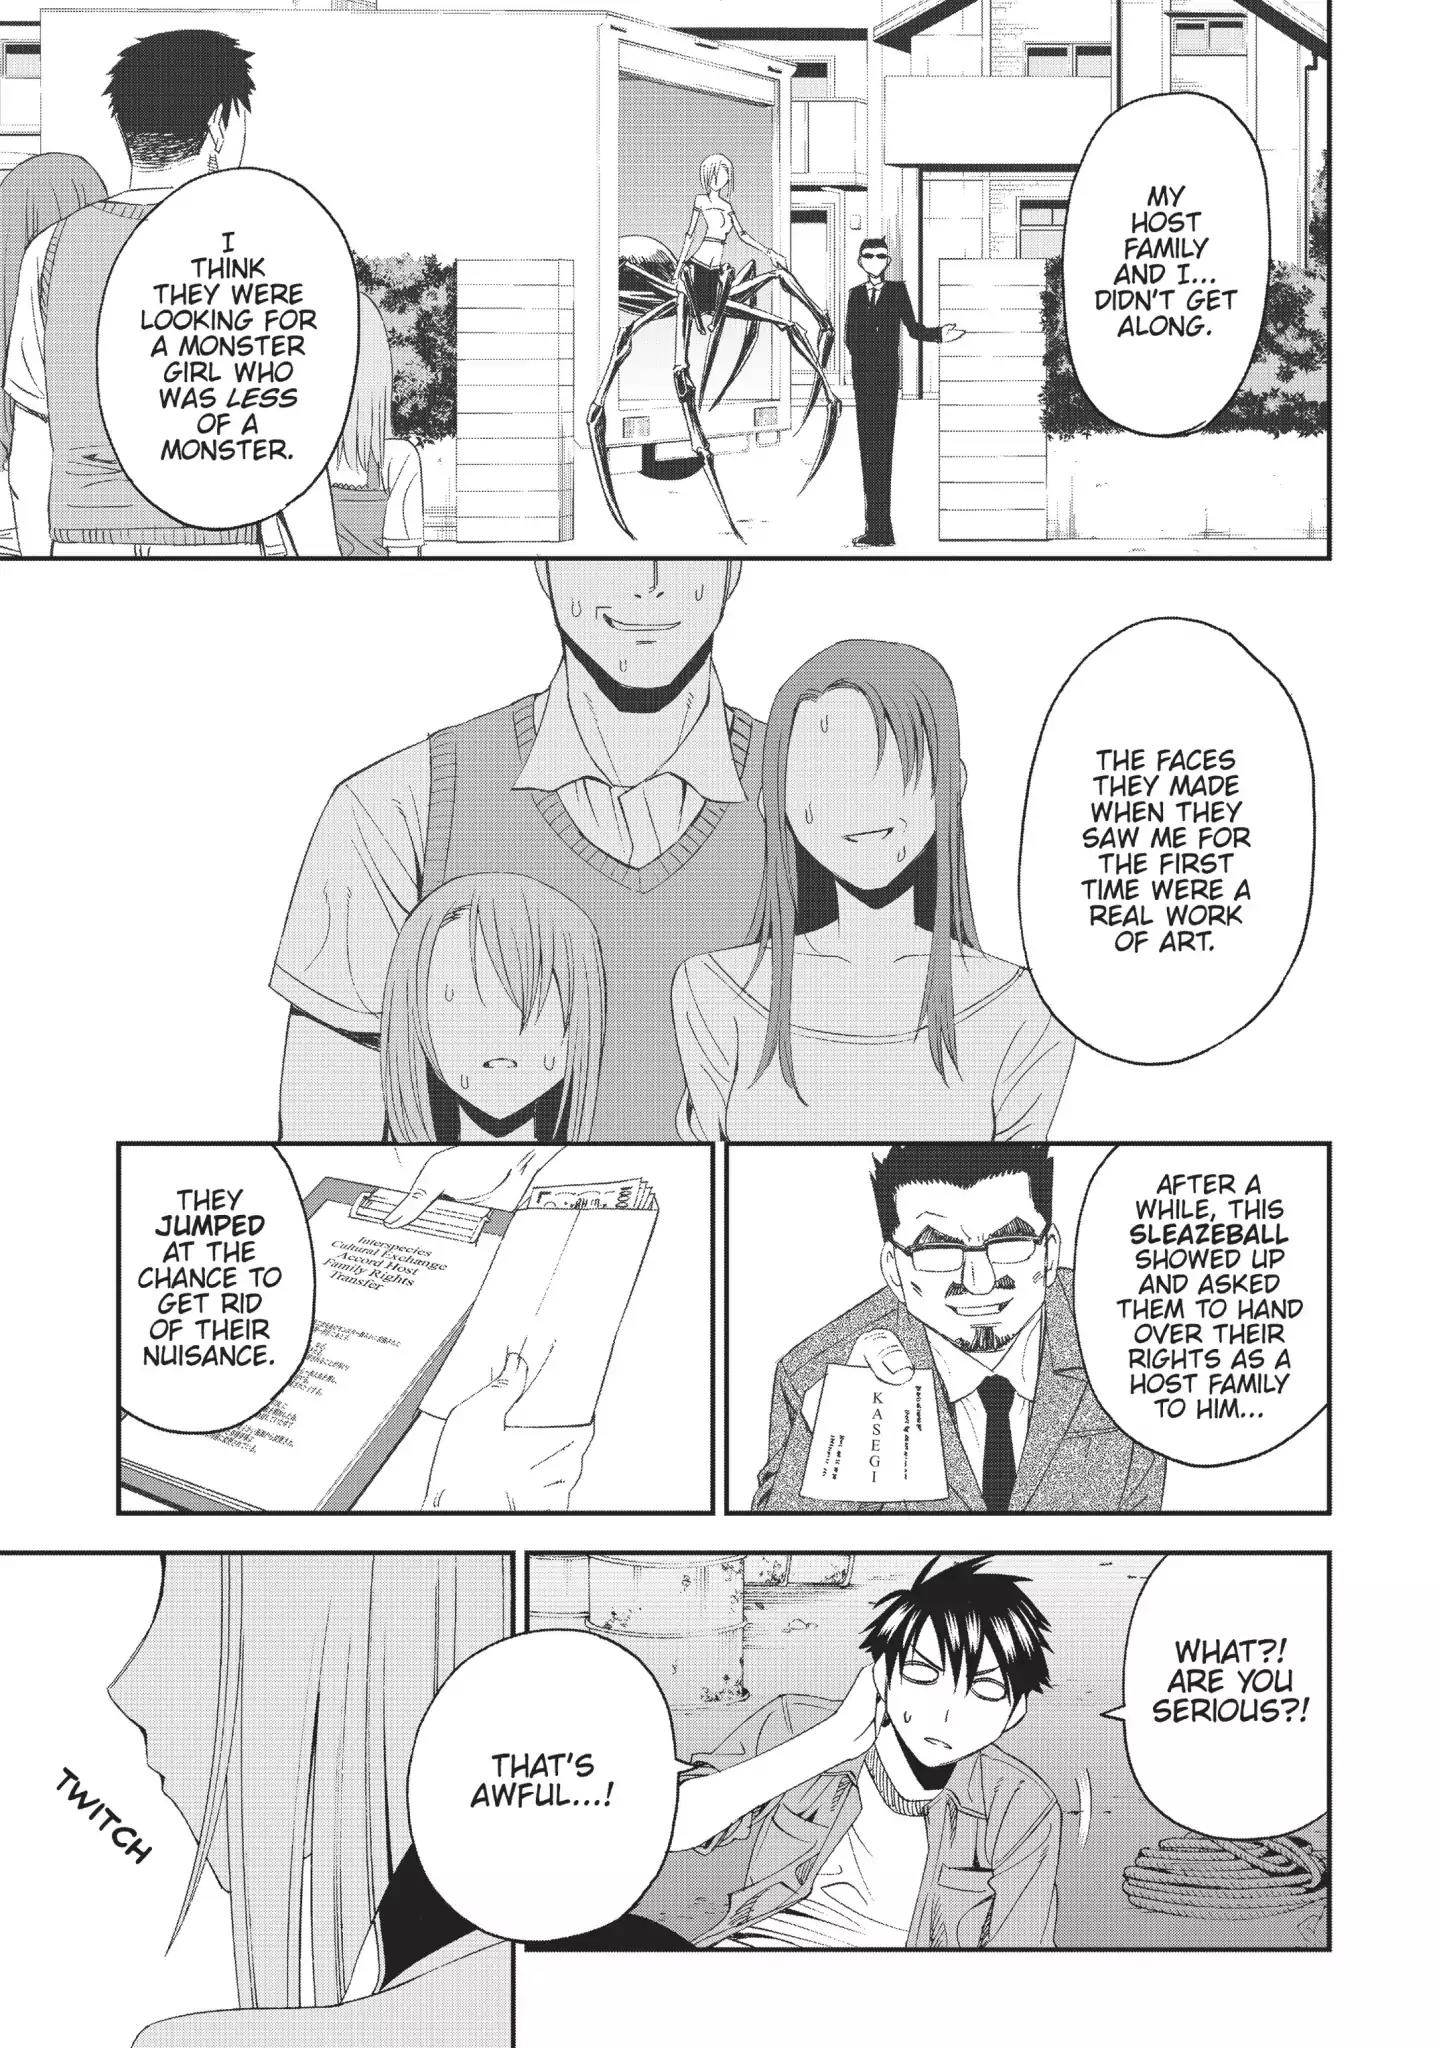 MY
HOST
FAMILY
AND I...
DIDN'T GET
ALONG.
I
THINK
THEY WERE
LOOKING FOR
A MONSTER
GIRL WHO
WAS LESS
OF A
MONSTER.
THE FACES
THEY MADE
WHEN THEY
SAW ME FOR
THE FIRST
TIME WERE A
REAL WORK
OF ART.
AFTER A
WHILE, THIS
SLEAZEBALL
SHOWED UP
AND ASKED
THEM TO HAND
OVER THEIR
RIGHTS AS A
HOST FAMILY
TO HIM...
KASEGI
THEY
JUMPED
AT THE
CHANCE TO
GET RID
OF THEIR
NUISANCE.
Interspecies
Cultural Exchange
Accord Host
Family Rights
Transfer
WHAT?!
ARE YOU
SERIOUS?!
THAT'S
AWFUL...!
TWITCH